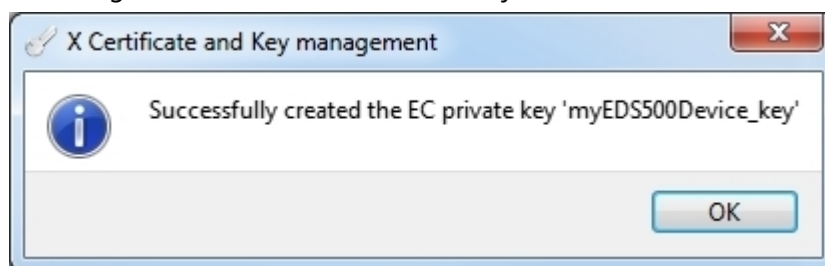 X Certificate and Key management
Successfully created the EC private key 'myEDS500Device_key'
OK